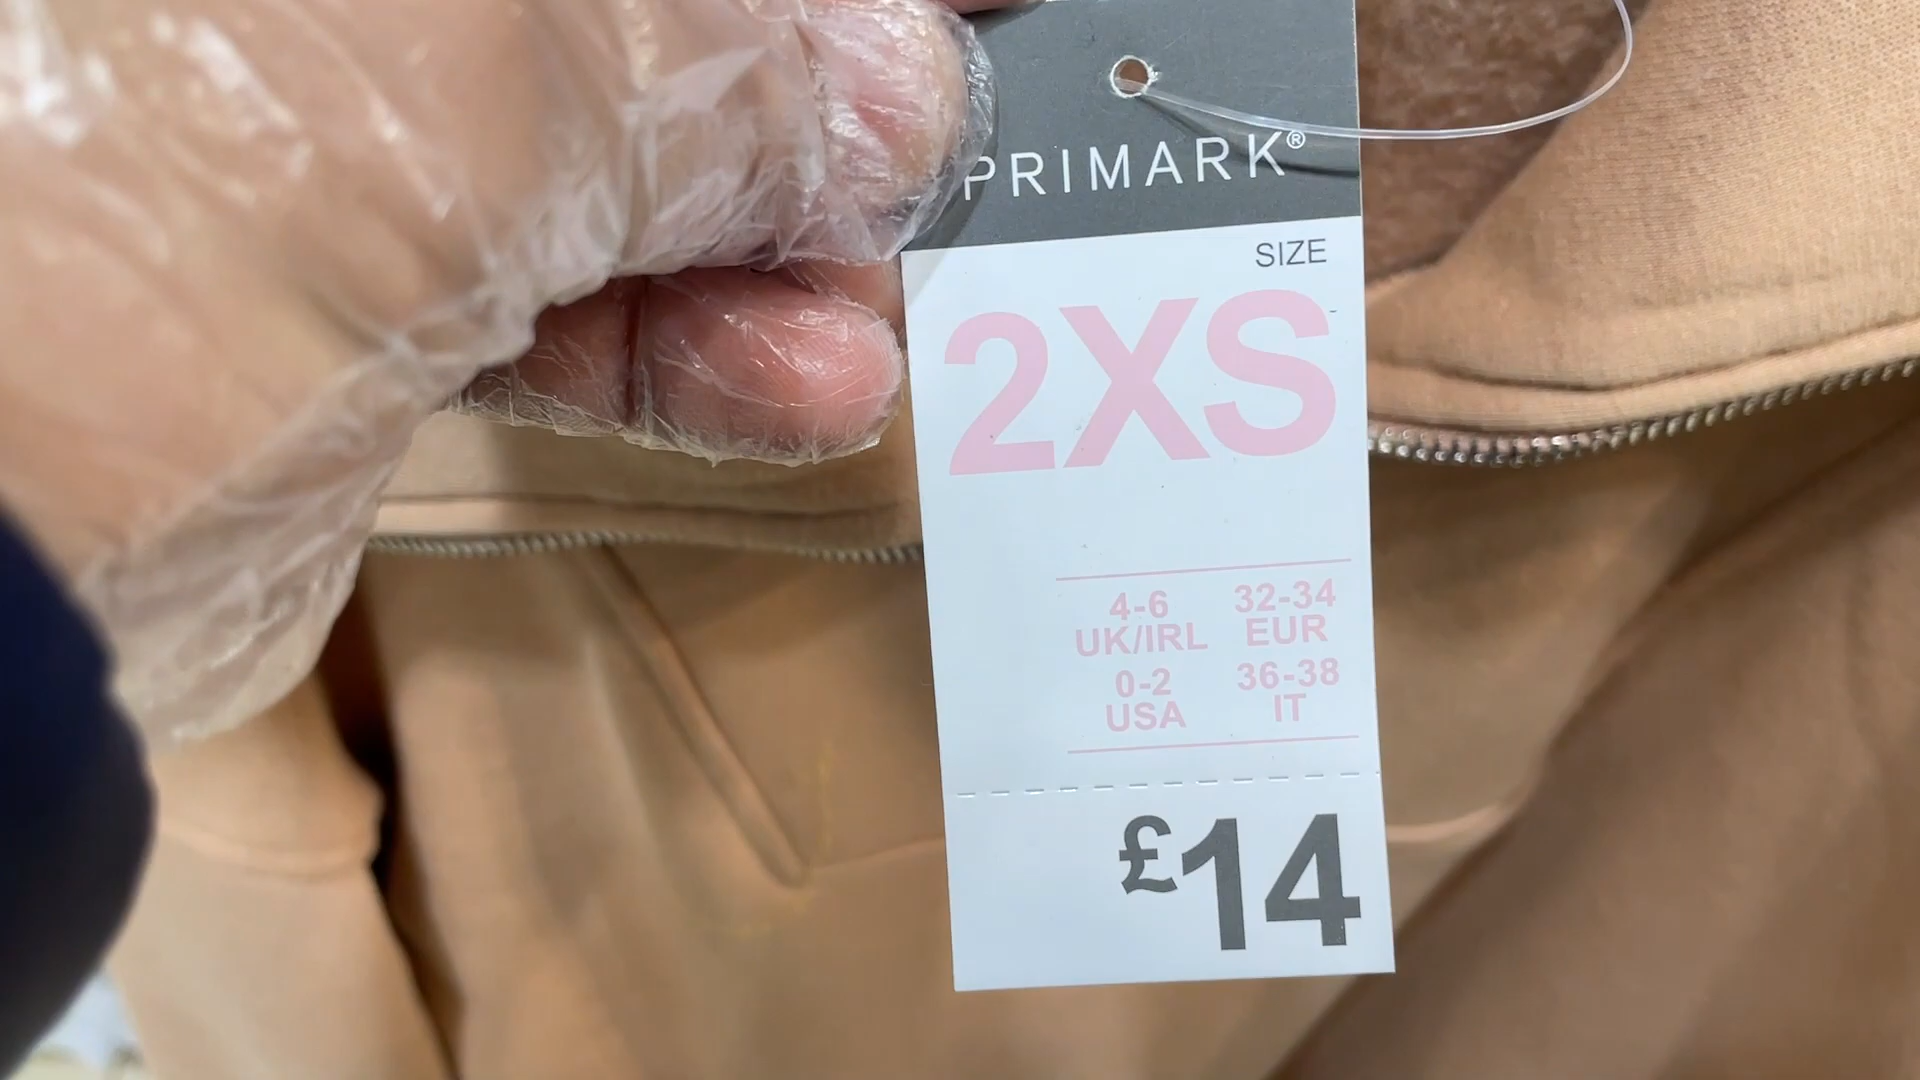 PRIMARK®
SIZE
2XS
4-6 32-34
UK/IRL EUR
0-2 36-38
USA IT
£14